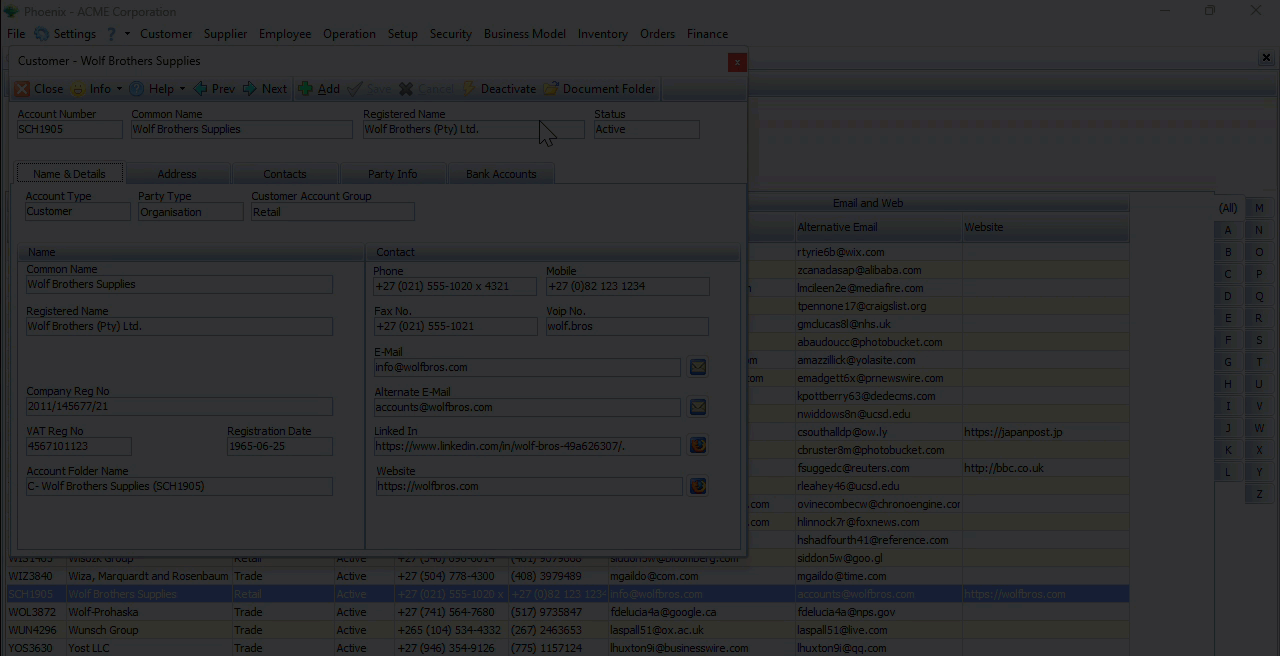 Phoenix - ACME Corporation
File Settings ? Customer Supplier Employee Operation Setup Security Business Model Inventory Orders Finance
Customer - Wolf Brothers Supplies
x
Close Info Help Prev Next Add Save Cancel Deactivate Document Folder
Account Number Common Name Registered Name Status
SCH1905 Wolf Brothers Supplies Wolf Brothers (Pty) Ltd. Active
Name & Details Address Contacts Party Info Bank Accounts
Account Type Party Type Customer Account Group
Customer Organisation Retail
Name Contact
Common Name
Wolf Brothers Supplies
Registered Name
Wolf Brothers (Pty) Ltd.
Company Reg No
2011/145677/21
VAT Reg No Registration Date
4567101123 1965-06-25
Account Folder Name
C- Wolf Brothers Supplies (SCH1905)
Phone Mobile
+27 (021) 555-1020 x 4321 +27 (0)82 123 1234
Fax No. Voip No.
+27 (021) 555-1021 wolf.bros
E-Mail
info@wolfbros.com
Alternate E-Mail
accounts@wolfbros.com
Linked In
https://www.linkedin.com/in/wolf-bros-49a626307/.
Website
https://wolfbros.com
Email and Web
Alternative Email Website
rtyrie6b@wix.com
zcanadasap@alibaba.com
lmcileen2e@mediafire.com
tpennone17@craigslist.org
gmclucas8l@nhs.uk
abaudoucc@photobucket.com
om amazzillick@yolasite.com
com emadgett6x@prnewswire.com
kpottberry63@dedecms.com
nwiddows8n@ucsd.edu
csouthalldp@ow.ly https://japanpost.jp
cbruster8m@photobucket.com
fsuggedc@reuters.com http://bbc.co.uk
rleahey46@ucsd.edu
.com ovinecombecw@chronoengine.cor
.com hlinnock7r@foxnews.com
hshadfourth41@reference.com
siddon5w@goo.gl
WIZ3840 Wiza, Marquardt and Rosenbaum Trade Active +27 (504) 778-4300 (408) 3979489 mgaildo@com.com mgaildo@time.com
SCH1905 Wolf Brothers Supplies Retail Active +27 (021) 555-1020 x +27 (0)82 123 1234 info@wolfbros.com accounts@wolfbros.com https://wolfbros.com
WOL3872 Wolf-Prohaska Trade Active +27 (741) 564-7680 (517) 9735847 fdelucia4a@google.ca fdelucia4a@nps.gov
WUN4296 Wunsch Group Trade Active +265 (104) 534-4332 (267) 2463653 laspall51@ox.ac.uk laspall51@live.com
YOS3630 Yost LLC Trade Active +27 (946) 354-9126 (775) 1157124 lhuxton9i@businesswire.com lhuxton9i@qq.com
(All) M
A N
B O
C P
D Q
E R
F S
G T
H U
I V
J W
K X
L Y
Z